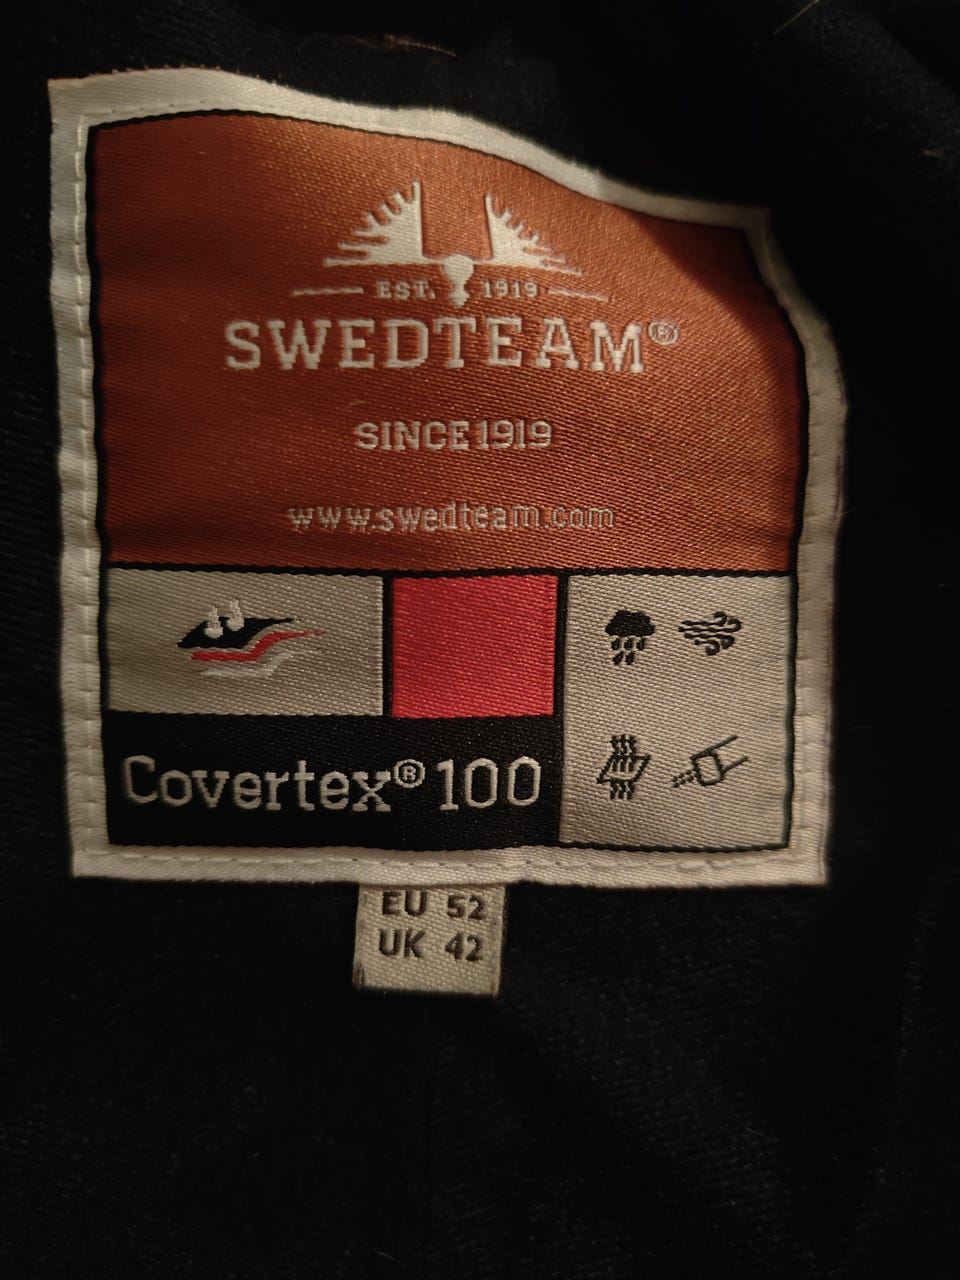 EST. 1919
SWEDTEAM®
SINCE 1919
www.swedteam.com
Covertex® 100
EU 52
UK 42